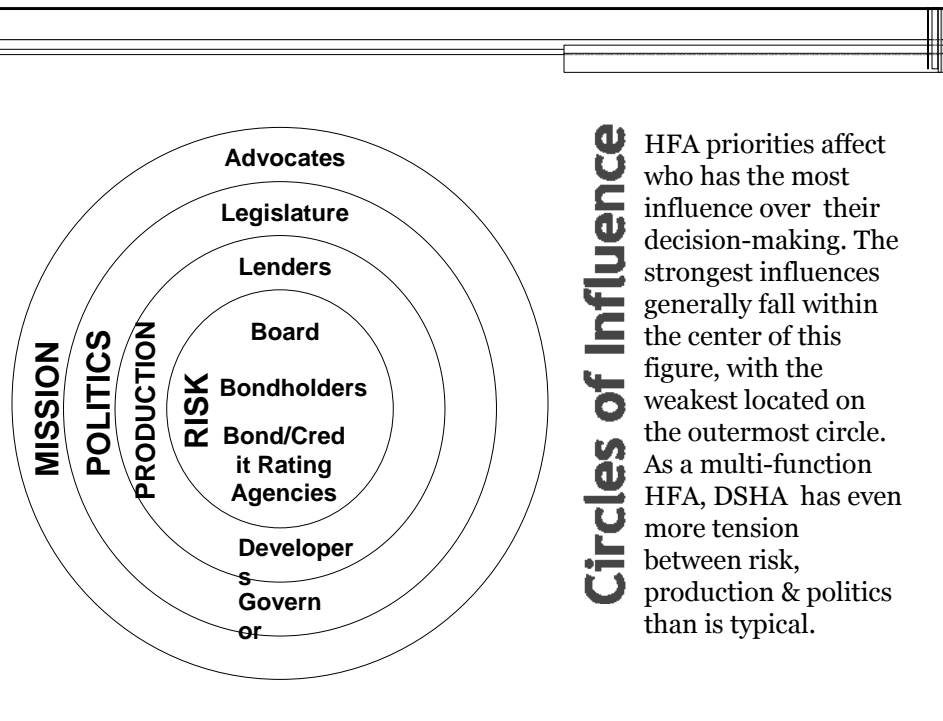 Advocates
Legislature
Lenders
Board
Bondholders
Bond/Cred
it Rating
Agencies
Developer
s
Govern
or
MISSION
POLITICS
PRODUCTION
RISK
Circles of Influence
HFA priorities affect
who has the most
influence over  their
decision-making. The
strongest influences
generally fall within
the center of this
figure, with the
weakest located on
the outermost circle.
As a multi-function
HFA, DSHA  has even
more tension
between risk,
production & politics
than is typical.